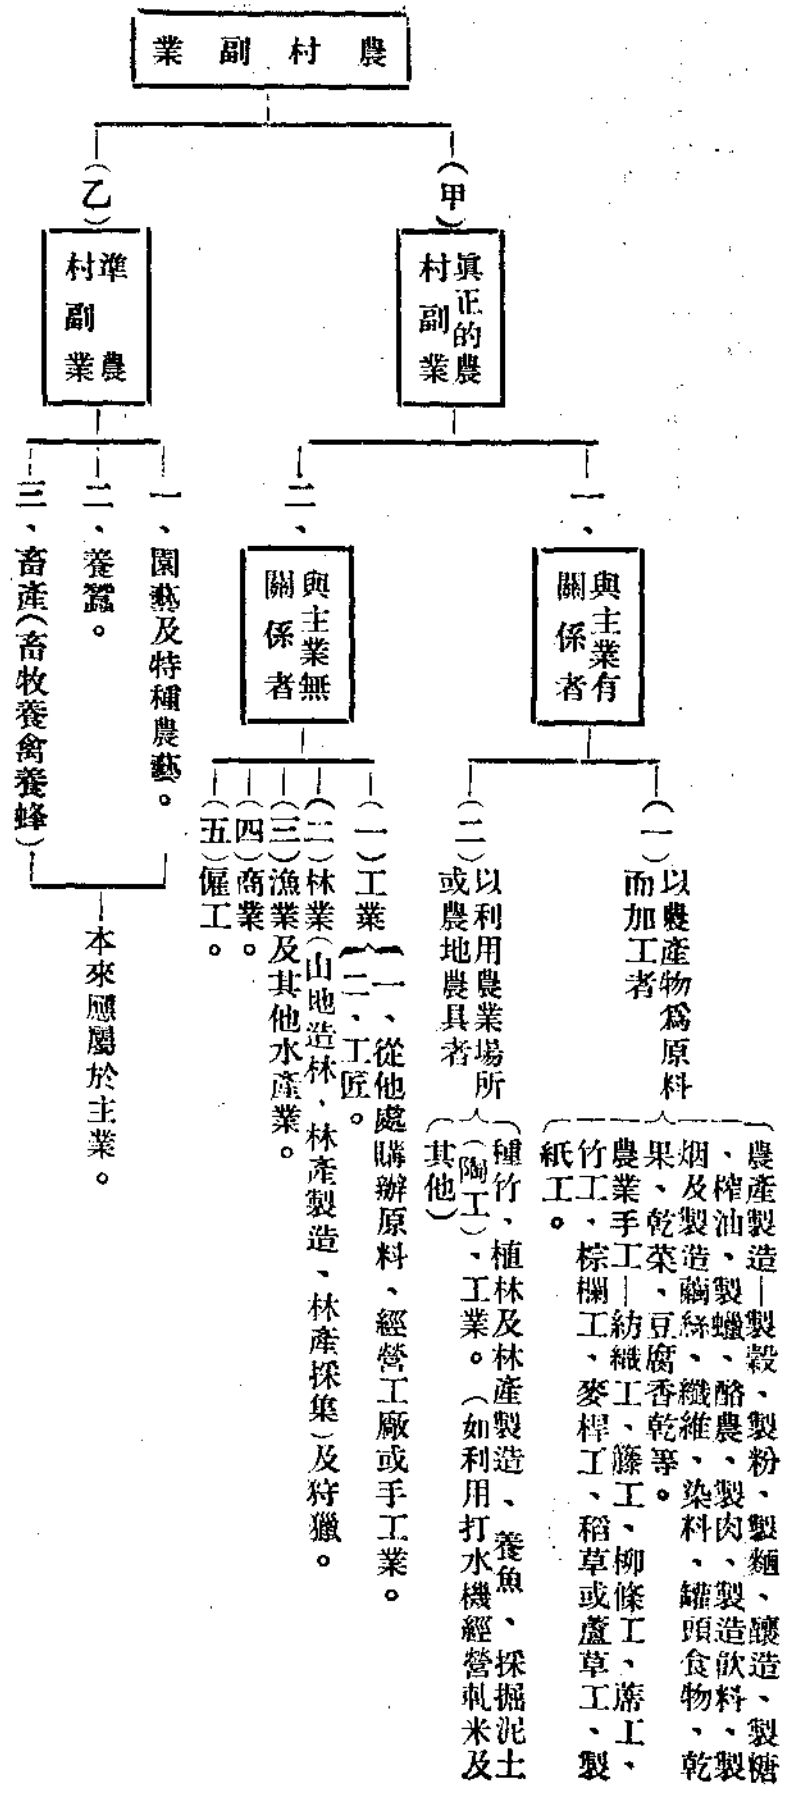 農村副業
(甲)
真正的農
村副業
一、
與主業有
關係者
(一)
以農產物爲原料
而加工者
農產製造—製穀、製粉、製麵、釀造、製糖
、榨油、製蠟、酪農、製肉、製造飲料、製
烟及製造繭絲、纖維、染料、罐頭食物、乾
果、乾菜、豆腐香乾等。
農業手工—紡織工、籐工、柳條工、蓆工、
竹工、棕欄工、麥桿工、稻草或蘆草工、製
紙工。
(二)
以利用農業場所
或農地農具者
種竹、植林及林產製造、養魚、採掘泥土
(陶工)、工業。(如利用打水機經營軋米及
其他)
二、
與主業無
關係者
(一)工業
一、從他處購辦原料、經營工廠或手工業。
二、工匠。
(二)林業(山地造林、林產製造、林產採集)及狩獵。
(三)漁業及其他水產業。
(四)商業。
(五)僱工。
(乙)
準農
村副業
一、園藝及特種農藝。
二、養蠶。
三、畜產(畜牧養禽養蜂)
本來應屬於主業。